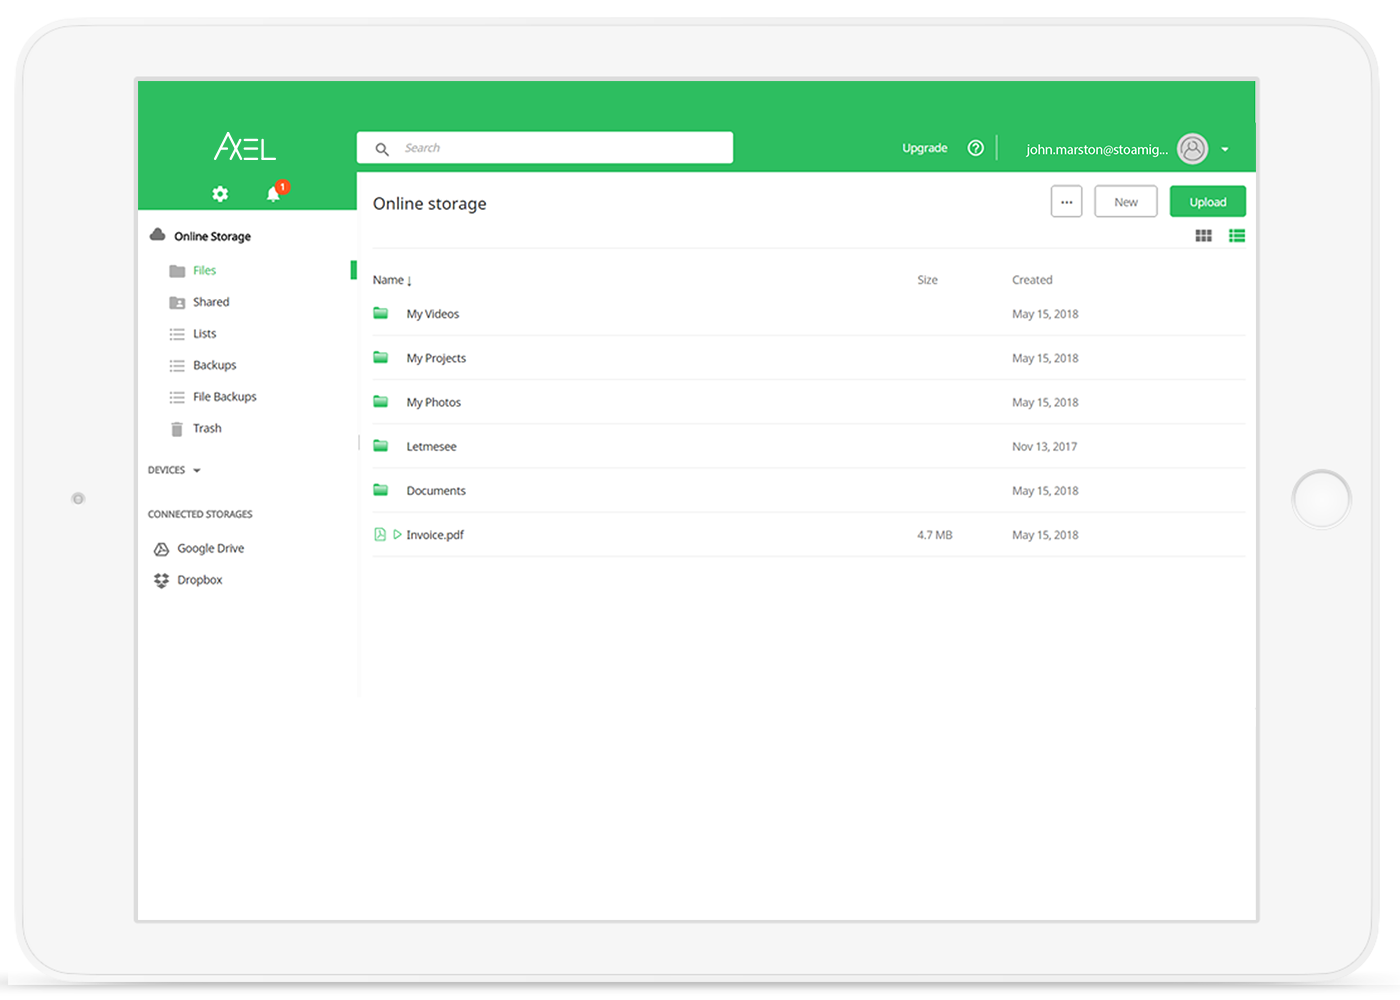 AXEL
Search
Upgrade
john.marston@stoamig...
1
Online storage
...
New
Upload
Online Storage
Files
Shared
Lists
Backups
File Backups
Trash
DEVICES
CONNECTED STORAGES
Google Drive
Dropbox
Name ↓ Size Created
My Videos May 15, 2018
My Projects May 15, 2018
My Photos May 15, 2018
Letmesee Nov 13, 2017
Documents May 15, 2018
Invoice.pdf 4.7 MB May 15, 2018